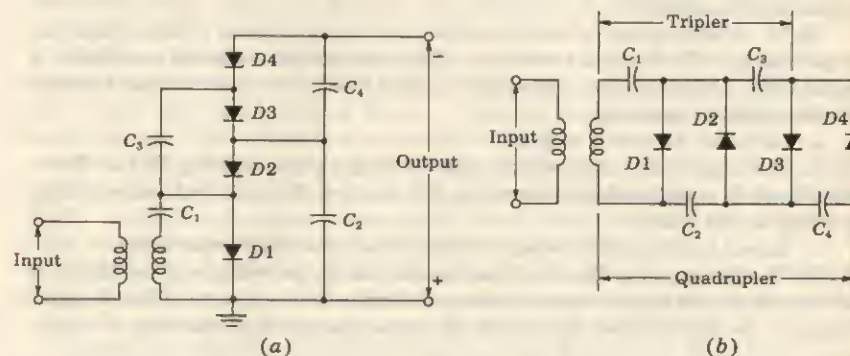 D4
−
C₄
D3
C₃
D2
Output
C₁
C₂
Input
D1
+
(a)
Tripler
C₁
C₃
Input
D2
D4
D1
D3
C₂
C₄
Quadrupler
(b)